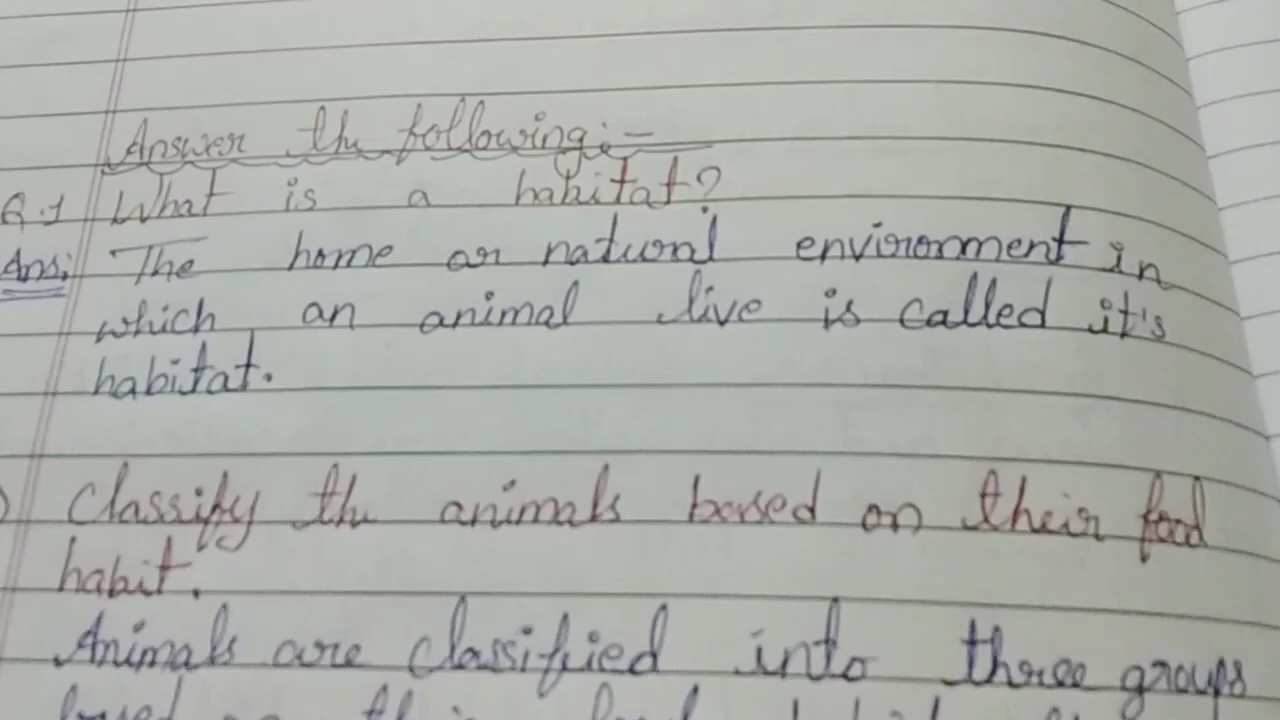 Answer the following:-
Q.1 What is a habitat?
Ans: The home or natural environment in
which an animal live is called it's
habitat.
Classify the animals based on their food
habit.
Animals are classified into three groups